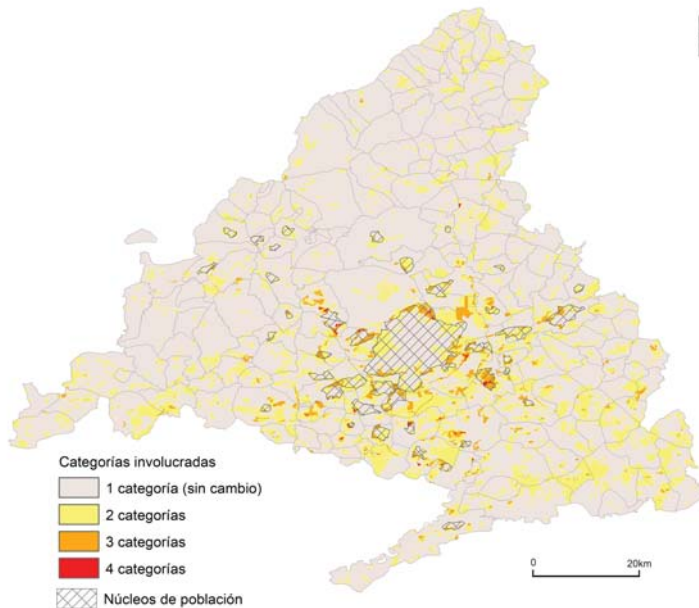 Categorías involucradas
1 categoría (sin cambio)
2 categorías
3 categorías
4 categorías
Núcleos de población
0 20km